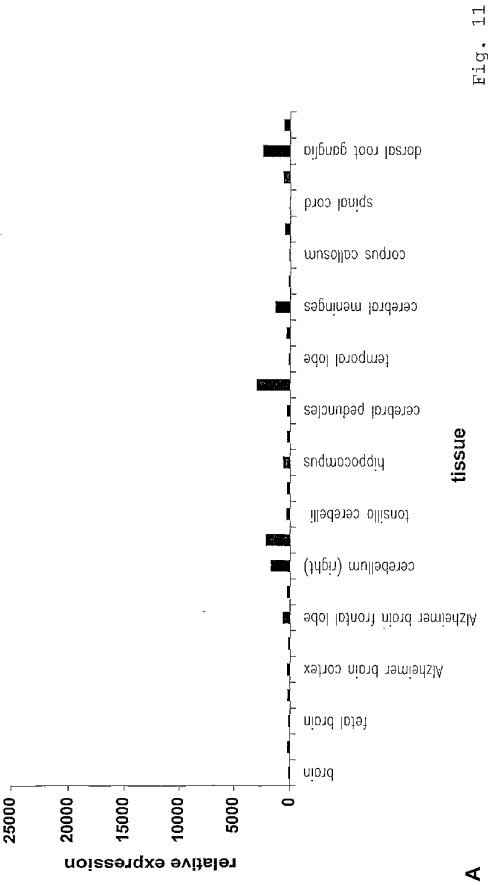 Fig. 11
A
relative expression
25000
20000
15000
10000
5000
0
brain
fetal brain
Alzheimer brain cortex
Alzheimer brain frontal lobe
cerebellum (right)
tonsilla cerebelli
hippocampus
cerebral peduncles
temporal lobe
cerebral meninges
corpus callosum
spinal cord
dorsal root ganglia
tissue